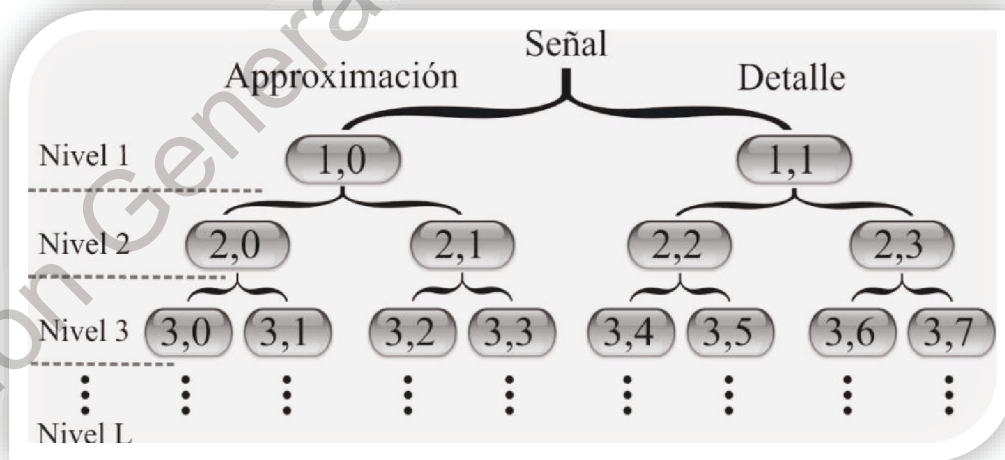 Señal
Approximación Detalle
Nivel 1 1,0 1,1
Nivel 2 2,0 2,1 2,2 2,3
Nivel 3 3,0 3,1 3,2 3,3 3,4 3,5 3,6 3,7
Nivel L